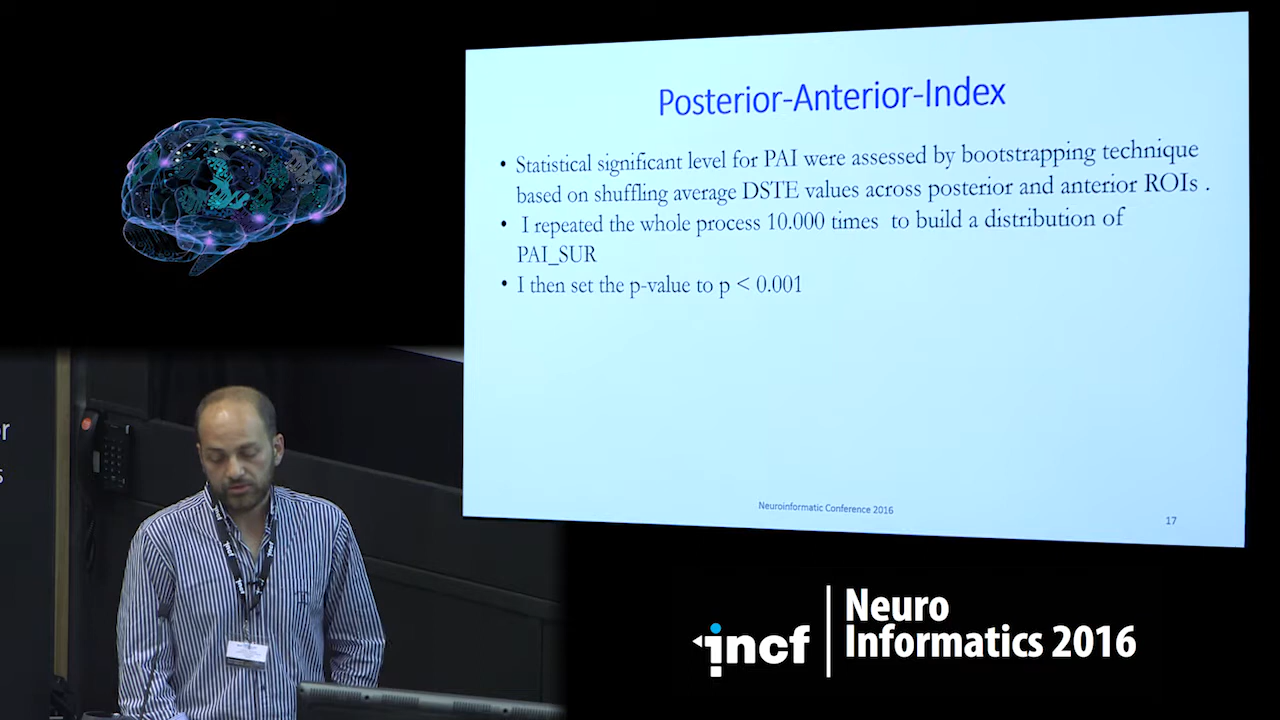 Posterior-Anterior-Index
• Statistical significant level for PAI were assessed by bootstrapping technique
based on shuffling average DSTE values across posterior and anterior ROIs .
• I repeated the whole process 10.000 times to build a distribution of
PAI_SUR
• I then set the p-value to p < 0.001
Neuroinformatic Conference 2016
17
or
s
incf
incf
Neuro
Informatics 2016